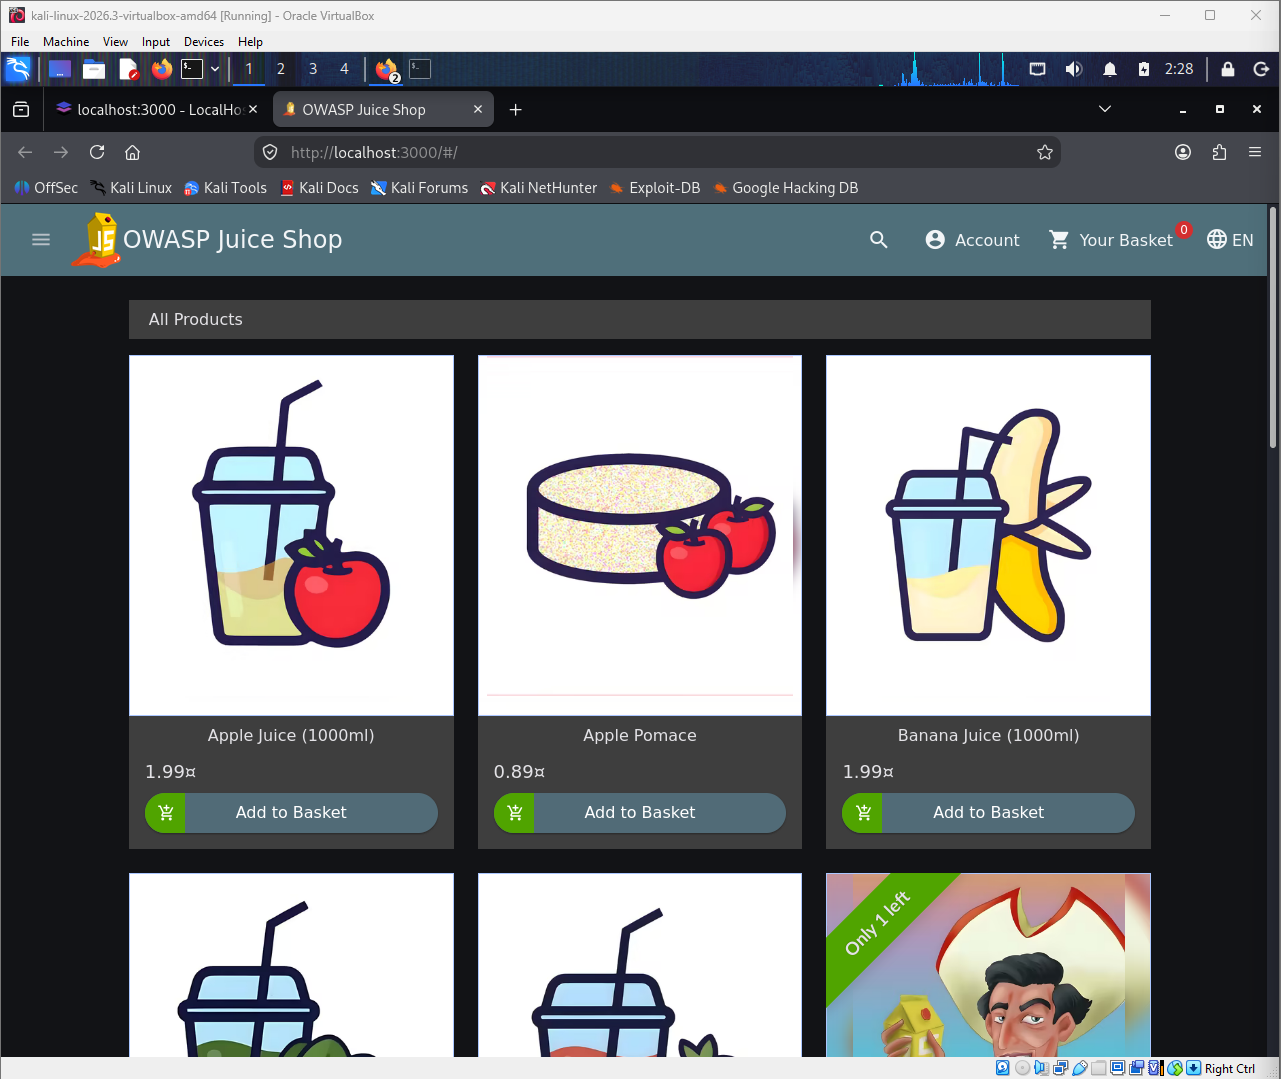 kali-linux-2026.3-virtualbox-amd64 [Running] - Oracle VirtualBox
File Machine View Input Devices Help
1 2 3 4 2 2:28
localhost:3000 - LocalHo OWASP Juice Shop
http://localhost:3000/#/
OffSec Kali Linux Kali Tools Kali Docs Kali Forums Kali NetHunter Exploit-DB Google Hacking DB
JS OWASP Juice Shop Account Your Basket 0 EN
All Products
Apple Juice (1000ml)
1.99¤
Add to Basket
Apple Pomace
0.89¤
Add to Basket
Banana Juice (1000ml)
1.99¤
Add to Basket
Only 1 left
Right Ctrl